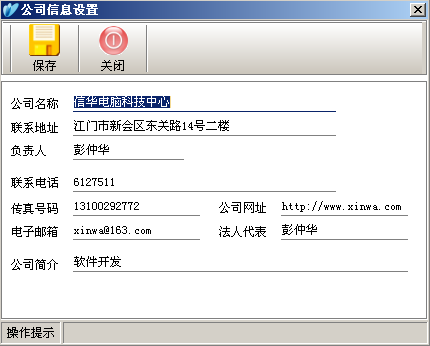 公司信息设置
保存 关闭
公司名称 信华电脑科技中心
联系地址 江门市新会区东关路14号二楼
负责人 彭仲华
联系电话 6127511
传真号码 13100292772 公司网址 http://www.xinwa.com
电子邮箱 xinwa@163.com 法人代表 彭仲华
公司简介 软件开发
操作提示